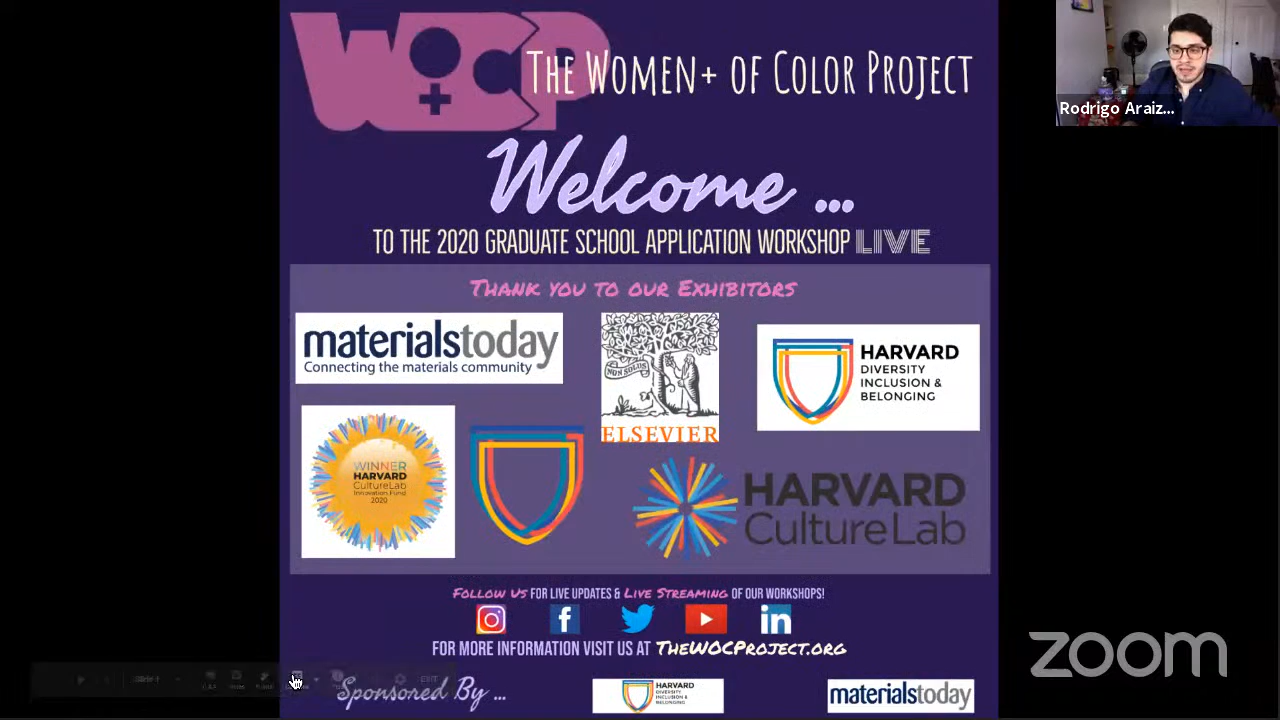 WOCP
THE WOMEN+ OF COLOR PROJECT
Rodrigo Araiz...
Welcome ...
TO THE 2020 GRADUATE SCHOOL APPLICATION WORKSHOP LIVE
THANK YOU TO OUR EXHIBITORS
materialstoday
Connecting the materials community
NON SOLUS
ELSEVIER
HARVARD
DIVERSITY
INCLUSION &
BELONGING
WINNER
HARVARD
CultureLab
Innovation Fund
2020
HARVARD
CultureLab
FOLLOW US FOR LIVE UPDATES & LIVE STREAMING OF OUR WORKSHOPS!
FOR MORE INFORMATION VISIT US AT THEWOCPROJECT.ORG
zoom
Sponsored By ...
HARVARD
DIVERSITY
INCLUSION &
BELONGING
materialstoday